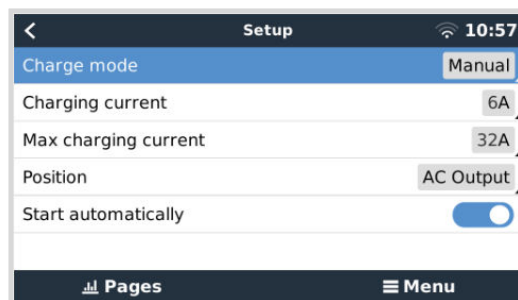 Setup 10:57
Charge mode Manual
Charging current 6A
Max charging current 32A
Position AC Output
Start automatically
Pages Menu